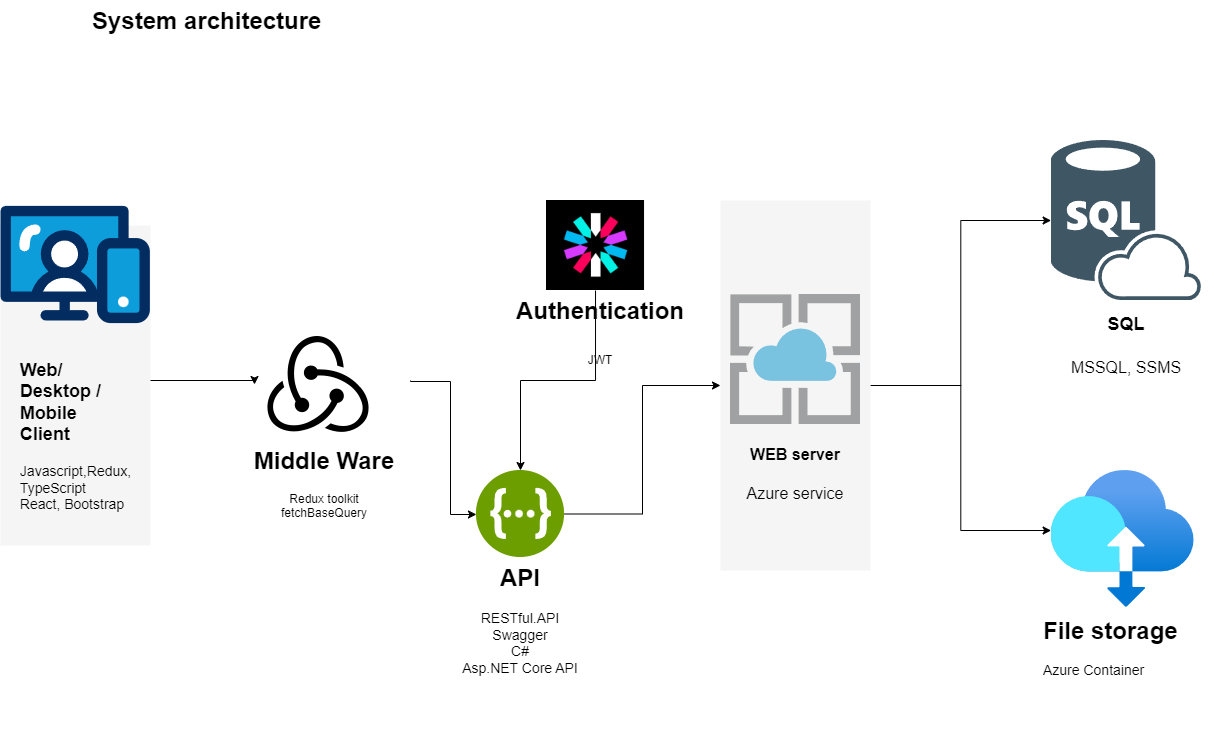 System architecture
Web/
Desktop /
Mobile
Client
Javascript,Redux,
TypeScript
React, Bootstrap
Middle Ware
Redux toolkit
fetchBaseQuery
Authentication
JWT
{...}
API
RESTful.API
Swagger
C#
Asp.NET Core API
WEB server
Azure service
SQL
SQL
MSSQL, SSMS
File storage
Azure Container